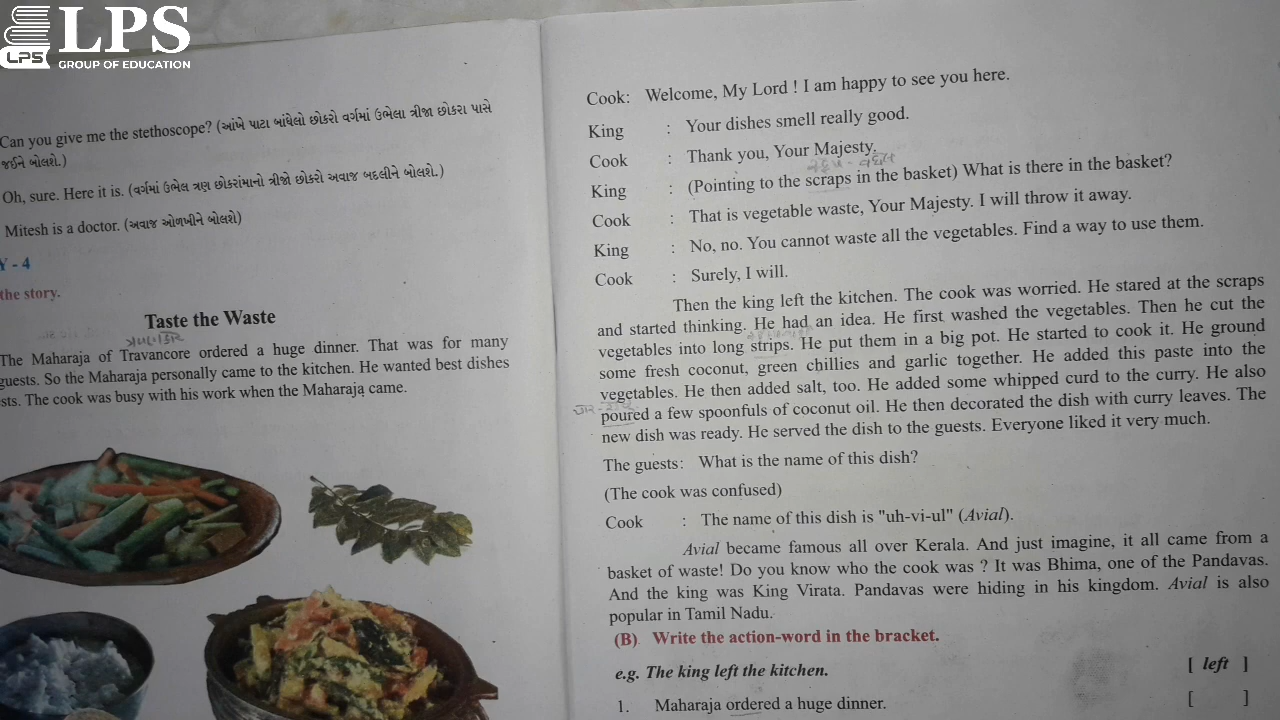 LPS
LPS
GROUP OF EDUCATION
Can you give me the stethoscope? (આંખે પાટા બાંધેલો છોકરો વર્ગમાં ઉભેલા ત્રીજા છોકરા પાસે
જઈને બોલશે.)
Oh, sure. Here it is. (વર્ગમાં ઉભેલ ત્રણ છોકરાંમાનો ત્રીજો છોકરો અવાજ બદલીને બોલશે.)
Mitesh is a doctor. (અવાજ ઓળખીને બોલશે)
Y - 4
the story.
Taste the Waste
The Maharaja of Travancore ordered a huge dinner. That was for many
guests. So the Maharaja personally came to the kitchen. He wanted best dishes
sts. The cook was busy with his work when the Maharaja came.
Cook: Welcome, My Lord ! I am happy to see you here.
King : Your dishes smell really good.
Cook : Thank you, Your Majesty.
King : (Pointing to the scraps in the basket) What is there in the basket?
Cook : That is vegetable waste, Your Majesty. I will throw it away.
King : No, no. You cannot waste all the vegetables. Find a way to use them.
Cook : Surely, I will.
Then the king left the kitchen. The cook was worried. He stared at the scraps
and started thinking. He had an idea. He first washed the vegetables. Then he cut the
vegetables into long strips. He put them in a big pot. He started to cook it. He ground
some fresh coconut, green chillies and garlic together. He added this paste into the
vegetables. He then added salt, too. He added some whipped curd to the curry. He also
poured a few spoonfuls of coconut oil. He then decorated the dish with curry leaves. The
new dish was ready. He served the dish to the guests. Everyone liked it very much.
The guests: What is the name of this dish?
(The cook was confused)
Cook : The name of this dish is "uh-vi-ul" (Avial).
Avial became famous all over Kerala. And just imagine, it all came from a
basket of waste! Do you know who the cook was ? It was Bhima, one of the Pandavas.
And the king was King Virata. Pandavas were hiding in his kingdom. Avial is also
popular in Tamil Nadu.
(B) Write the action-word in the bracket.
e.g. The king left the kitchen. [ left ]
1. Maharaja ordered a huge dinner. [ ]